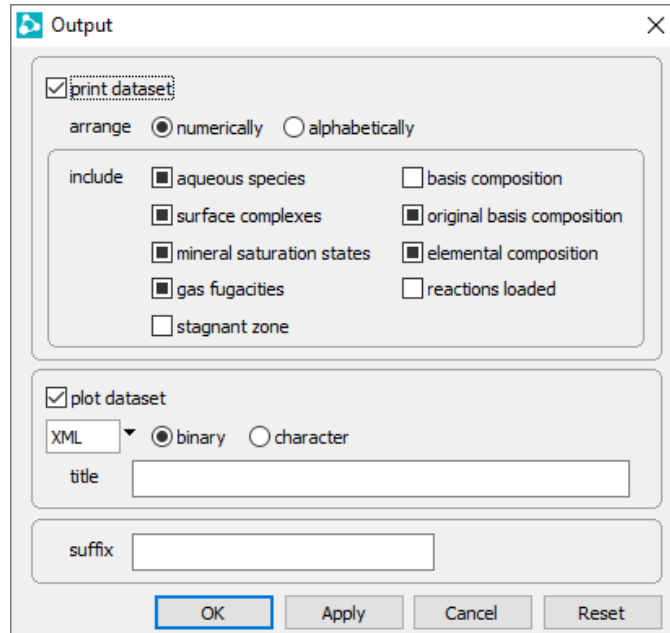 Output
print dataset
arrange numerically alphabetically
include aqueous species basis composition
surface complexes original basis composition
mineral saturation states elemental composition
gas fugacities reactions loaded
stagnant zone
plot dataset
XML binary character
title
suffix
OK Apply Cancel Reset